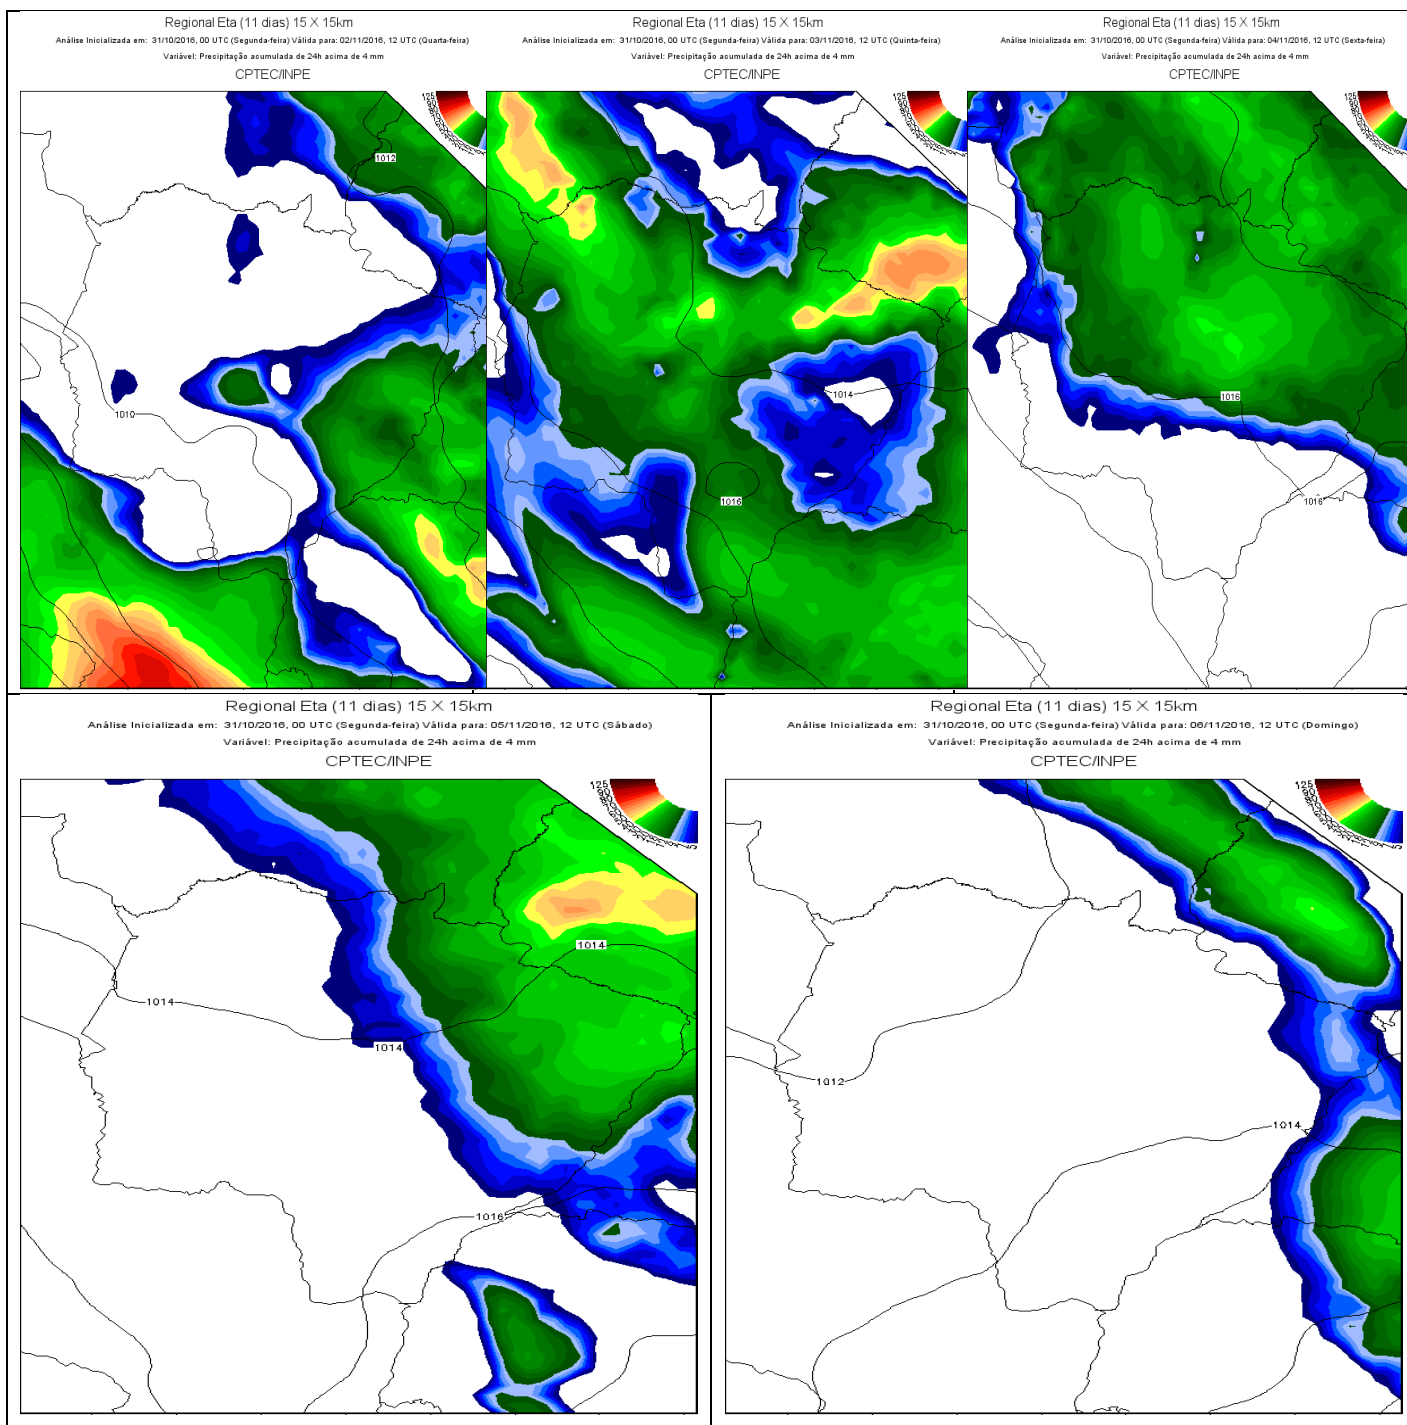 Regional Eta (11 dias) 15 X 15km
Análise Inicializada em: 31/10/2016, 00 UTC (Segunda-feira) Válida para: 02/11/2016, 12 UTC (Quarta-feira)
Variável: Precipitação acumulada de 24h acima de 4 mm
CPTEC/INPE
1012
1010
Regional Eta (11 dias) 15 X 15km
Análise Inicializada em: 31/10/2016, 00 UTC (Segunda-feira) Válida para: 03/11/2016, 12 UTC (Quinta-feira)
Variável: Precipitação acumulada de 24h acima de 4 mm
CPTEC/INPE
1014
1016
Regional Eta (11 dias) 15 X 15km
Análise Inicializada em: 31/10/2016, 00 UTC (Segunda-feira) Válida para: 04/11/2016, 12 UTC (Sexta-feira)
Variável: Precipitação acumulada de 24h acima de 4 mm
CPTEC/INPE
1016
1016
Regional Eta (11 dias) 15 X 15km
Análise Inicializada em: 31/10/2016, 00 UTC (Segunda-feira) Válida para: 05/11/2016, 12 UTC (Sábado)
Variável: Precipitação acumulada de 24h acima de 4 mm
CPTEC/INPE
1014
1014
1014
1016
Regional Eta (11 dias) 15 X 15km
Análise Inicializada em: 31/10/2016, 00 UTC (Segunda-feira) Válida para: 06/11/2016, 12 UTC (Domingo)
Variável: Precipitação acumulada de 24h acima de 4 mm
CPTEC/INPE
1012
1014